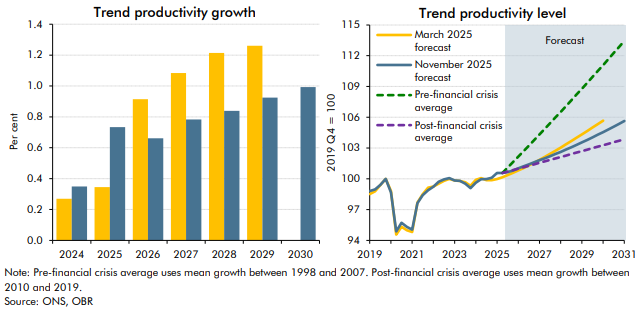 Trend productivity growth
Per cent
1.4
1.2
1.0
0.8
0.6
0.4
0.2
0.0
2024 2025 2026 2027 2028 2029 2030
Trend productivity level
2019 Q4 = 100
115
112
109
106
103
100
97
94
Forecast
March 2025
forecast
November 2025
forecast
Pre-financial crisis
average
Post-financial crisis
average
2019 2021 2023 2025 2027 2029 2031
Note: Pre-financial crisis average uses mean growth between 1998 and 2007. Post-financial crisis average uses mean growth between
2010 and 2019.
Source: ONS, OBR